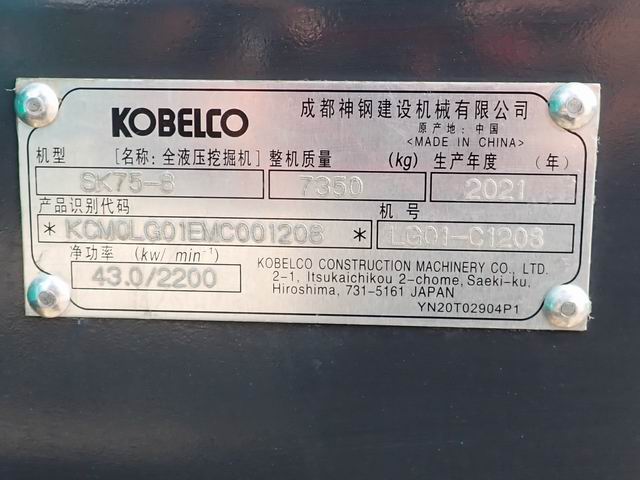 KOBELCO 成都神钢建设机械有限公司
原产地: 中国
<MADE IN CHINA>
机型 [名称: 全液压挖掘机] 整机质量 (kg) 生产年度 (年)
SK75-8 7350 2021
产品识别代码 机号
* KCM0LG01EMC001208 * LG01-C1208
净功率 (kw/ min⁻¹)
43.0/2200
KOBELCO CONSTRUCTION MACHINERY CO., LTD.
2-1, Itsukaichikou 2-chome, Saeki-ku,
Hiroshima, 731-5161 JAPAN
YN20T02904P1